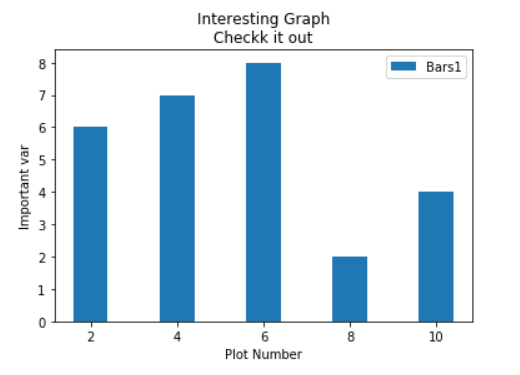 Interesting Graph
Checkk it out
Bars1
8
7
6
5
4
3
2
1
0
Important var
2 4 6 8 10
Plot Number